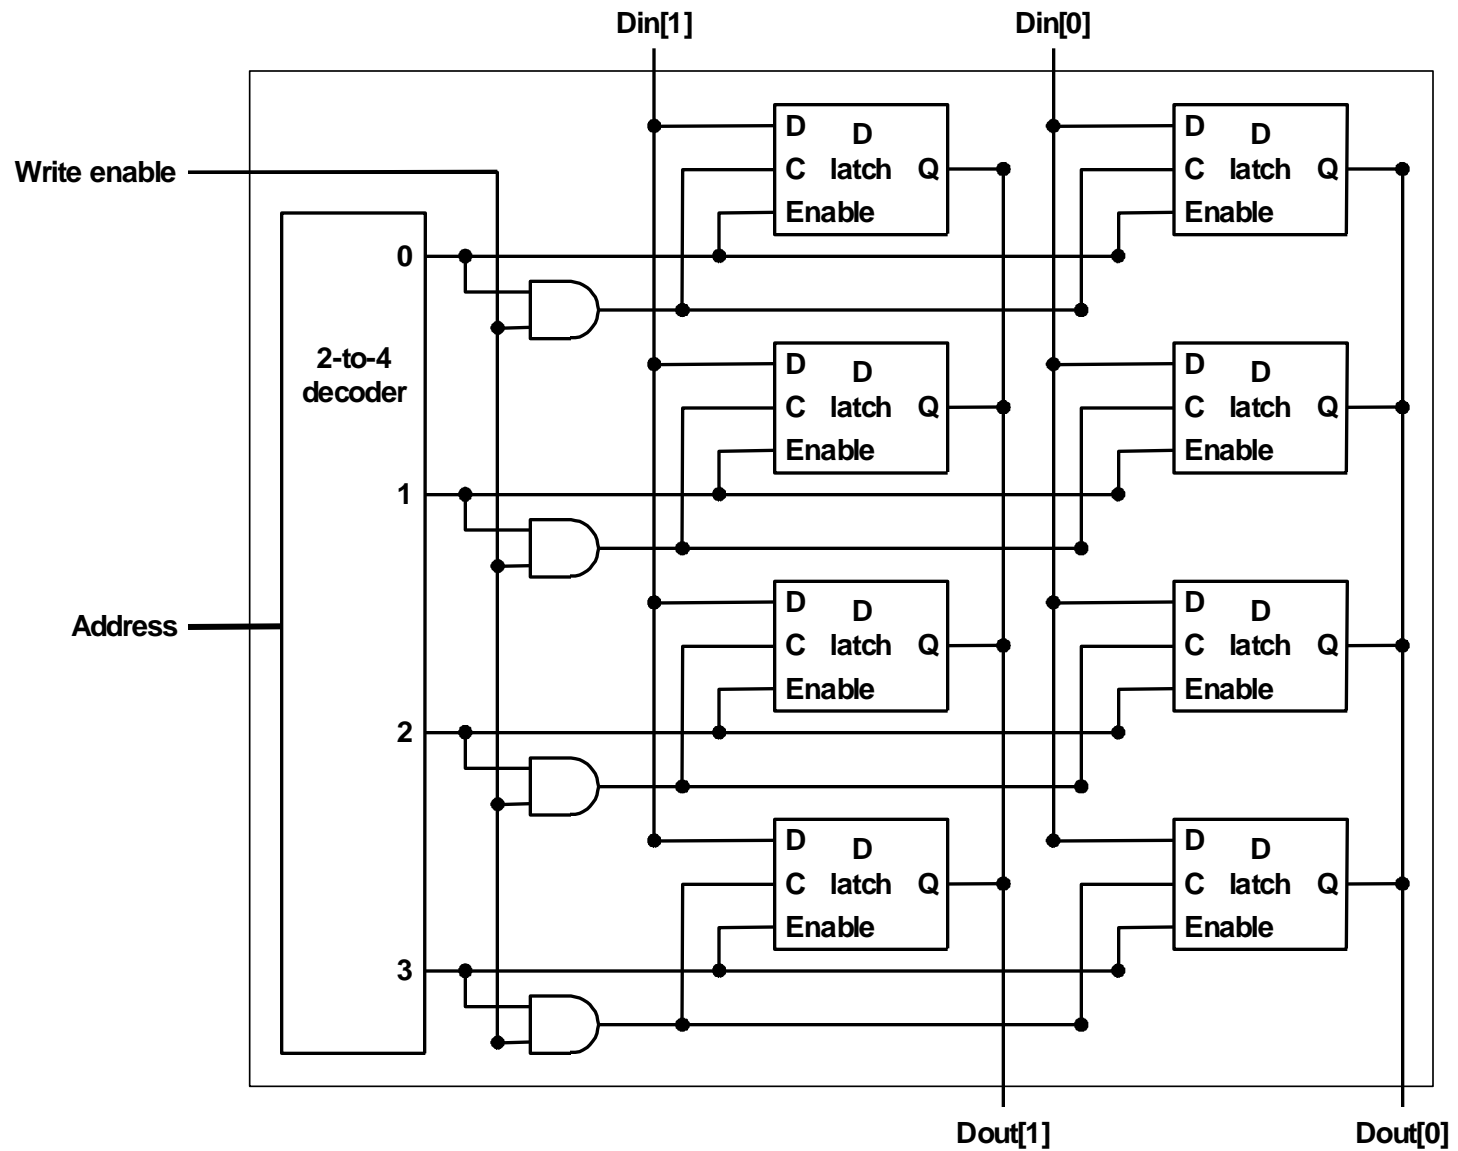 Din[1]
Din[0]
Write enable
D
D
C
latch
Q
Enable
D
D
C
latch
Q
Enable
0
2-to-4
decoder
D
D
C
latch
Q
Enable
D
D
C
latch
Q
Enable
1
Address
D
D
C
latch
Q
Enable
D
D
C
latch
Q
Enable
2
D
D
C
latch
Q
Enable
D
D
C
latch
Q
Enable
3
Dout[1]
Dout[0]